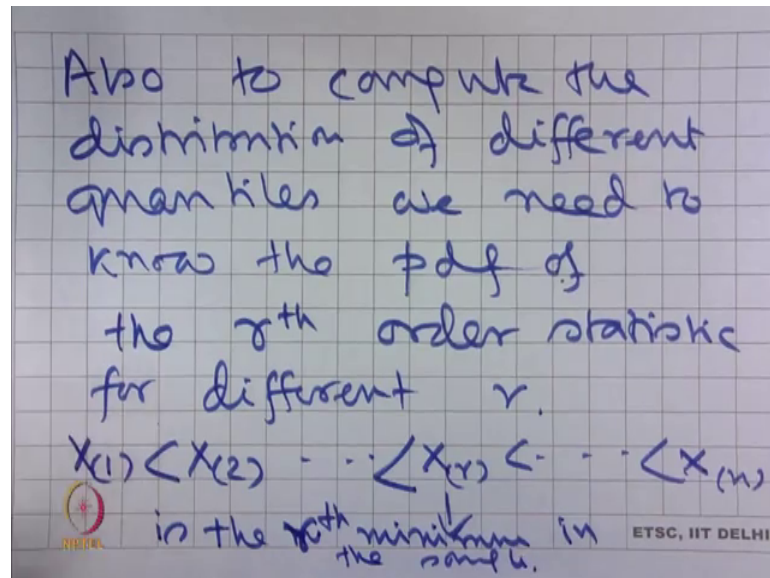 Also to compute the
distribution of different
quantiles we need to
know the pdf of
the rth order statistic
for different r.
X(1) < X(2) - - - < X(r) < - - - < X(n)
is the rth minimum in
the sample.
NPTEL
ETSC, IIT DELHI